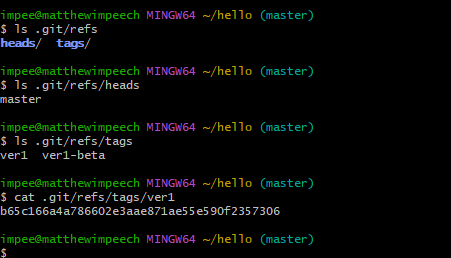 impee@matthewimpeech MINGW64 ~/hello (master)
$ ls .git/refs
heads/  tags/
impee@matthewimpeech MINGW64 ~/hello (master)
$ ls .git/refs/heads
master
impee@matthewimpeech MINGW64 ~/hello (master)
$ ls .git/refs/tags
ver1  ver1-beta
impee@matthewimpeech MINGW64 ~/hello (master)
$ cat .git/refs/tags/ver1
b65c166a4a786602e3aae871ae55e590f2357306
impee@matthewimpeech MINGW64 ~/hello (master)
$